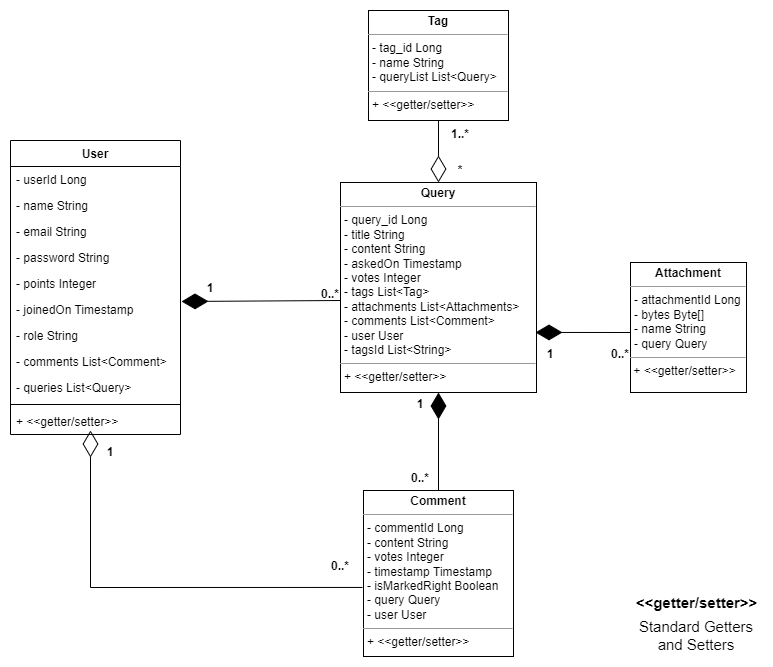 Tag
- tag_id Long
- name String
- queryList List<Query>
+ <<getter/setter>>
1..*
*
User
- userId Long
- name String
- email String
- password String
- points Integer
- joinedOn Timestamp
- role String
- comments List<Comment>
- queries List<Query>
+ <<getter/setter>>
1
0..*
Query
- query_id Long
- title String
- content String
- askedOn Timestamp
- votes Integer
- tags List<Tag>
- attachments List<Attachments>
- comments List<Comment>
- user User
- tagsId List<String>
+ <<getter/setter>>
1
0..*
Attachment
- attachmentId Long
- bytes Byte[]
- name String
- query Query
+ <<getter/setter>>
1
0..*
1
0..*
Comment
- commentId Long
- content String
- votes Integer
- timestamp Timestamp
- isMarkedRight Boolean
- query Query
- user User
+ <<getter/setter>>
<<getter/setter>>
Standard Getters
and Setters